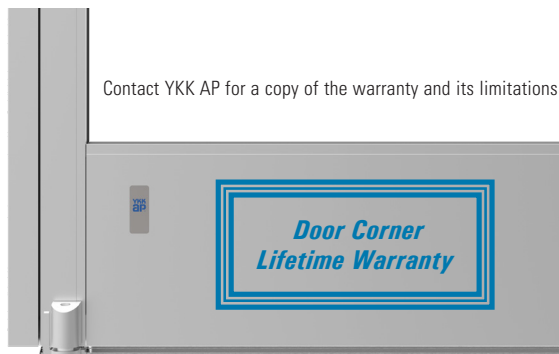 Contact YKK AP for a copy of the warranty and its limitations
YKK
ap
Door Corner
Lifetime Warranty